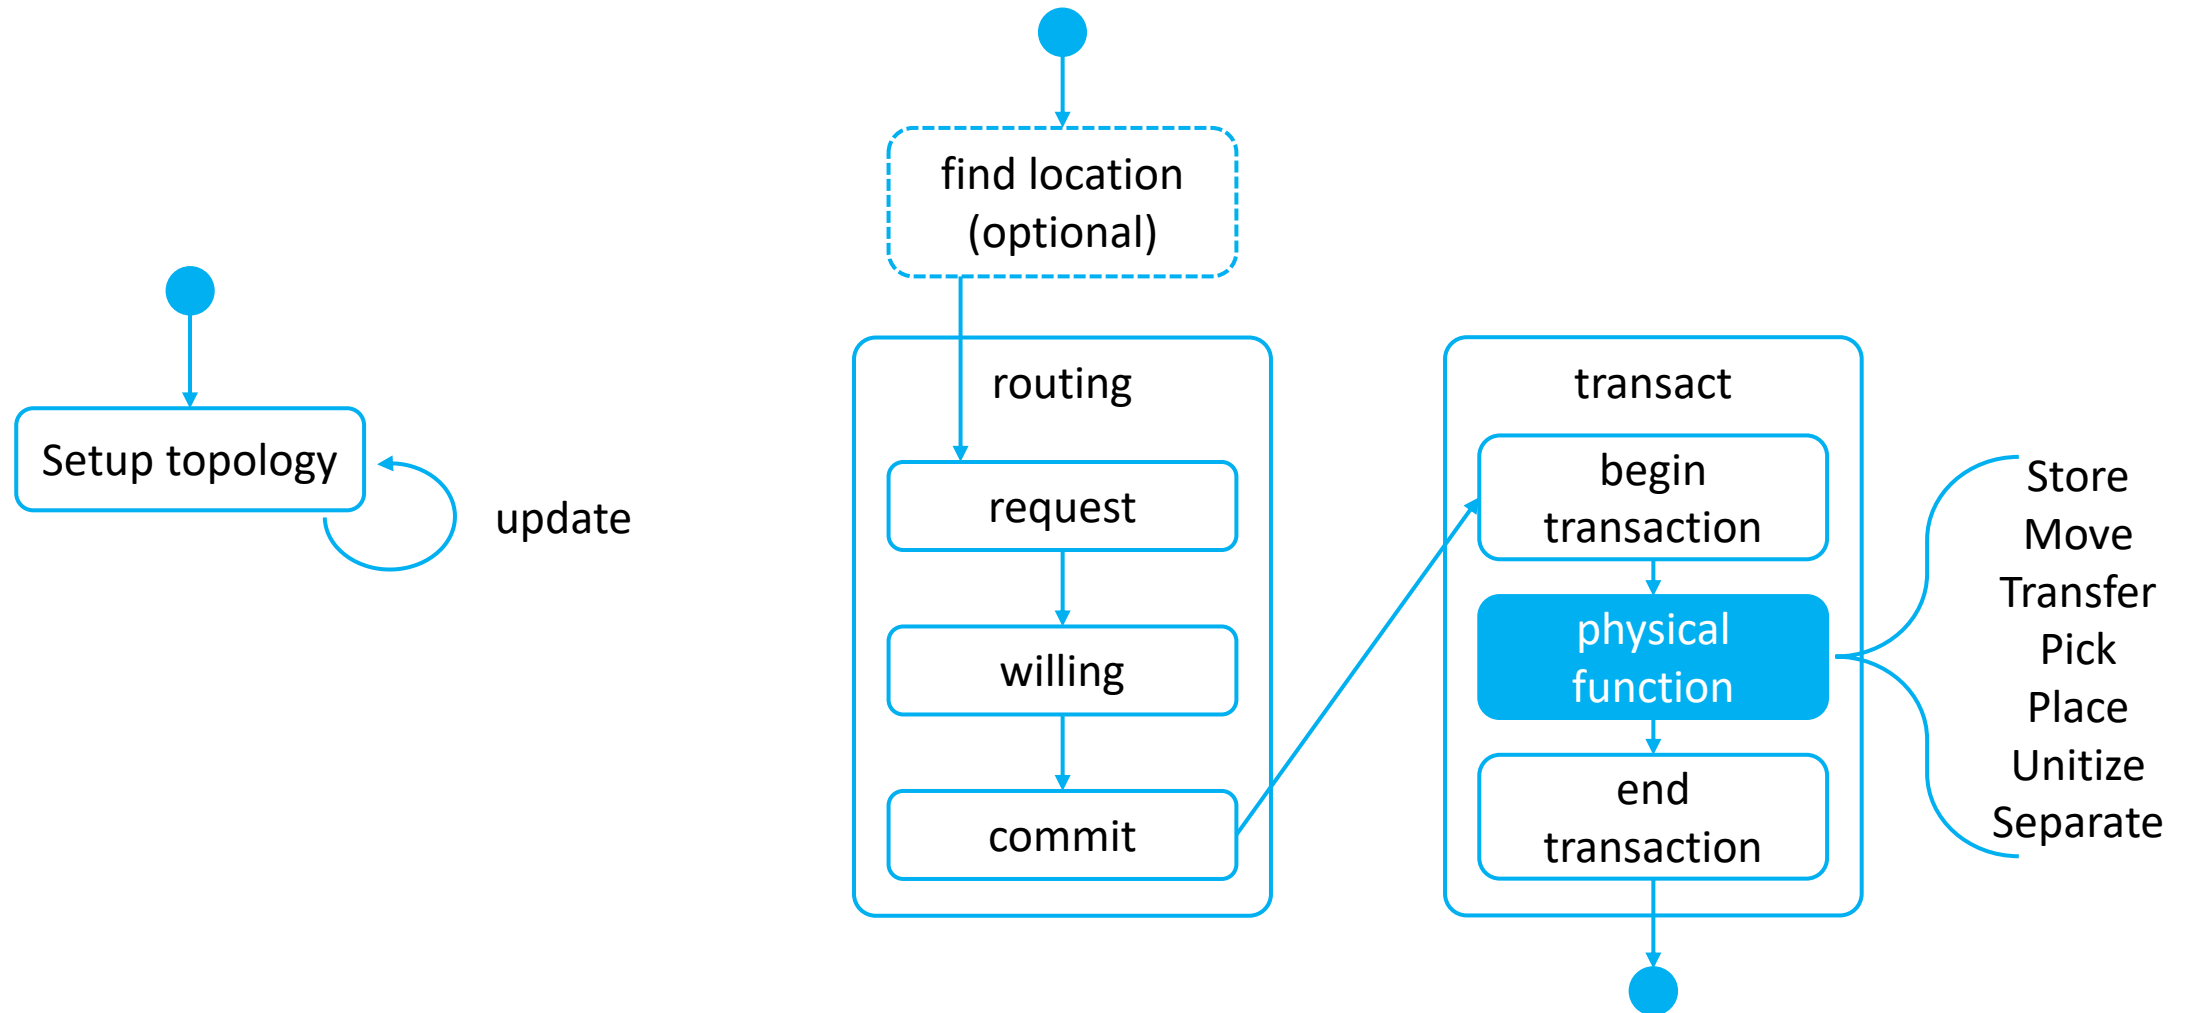 Setup topology
update
find location
(optional)
routing
request
willing
commit
transact
begin
transaction
physical
function
end
transaction
Store
Move
Transfer
Pick
Place
Unitize
Separate